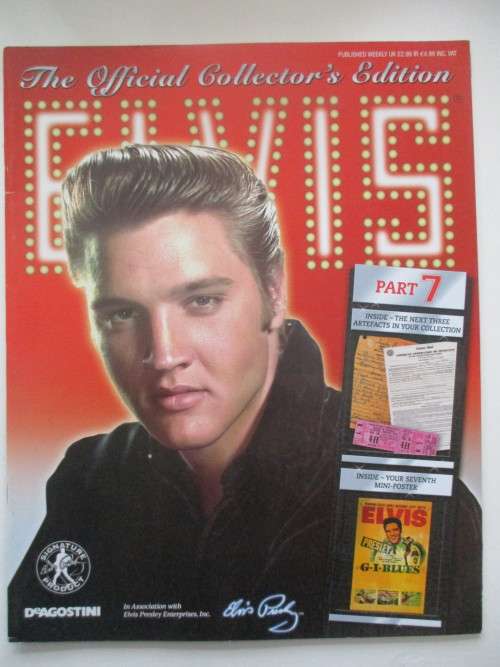 PUBLISHED WEEKLY UK £2.99 IR €4.98 INC. VAT
The Official Collector's Edition
ELVIS
PART 7
INSIDE – THE NEXT THREE
ARTEFACTS IN YOUR COLLECTION
INSIDE – YOUR SEVENTH
MINI-POSTER
ELVIS
PRESLEY
G·I·BLUES
SIGNATURE
PRODUCT
DeAGOSTINI
In Association with
Elvis Presley Enterprises, Inc.
Elvis Presley